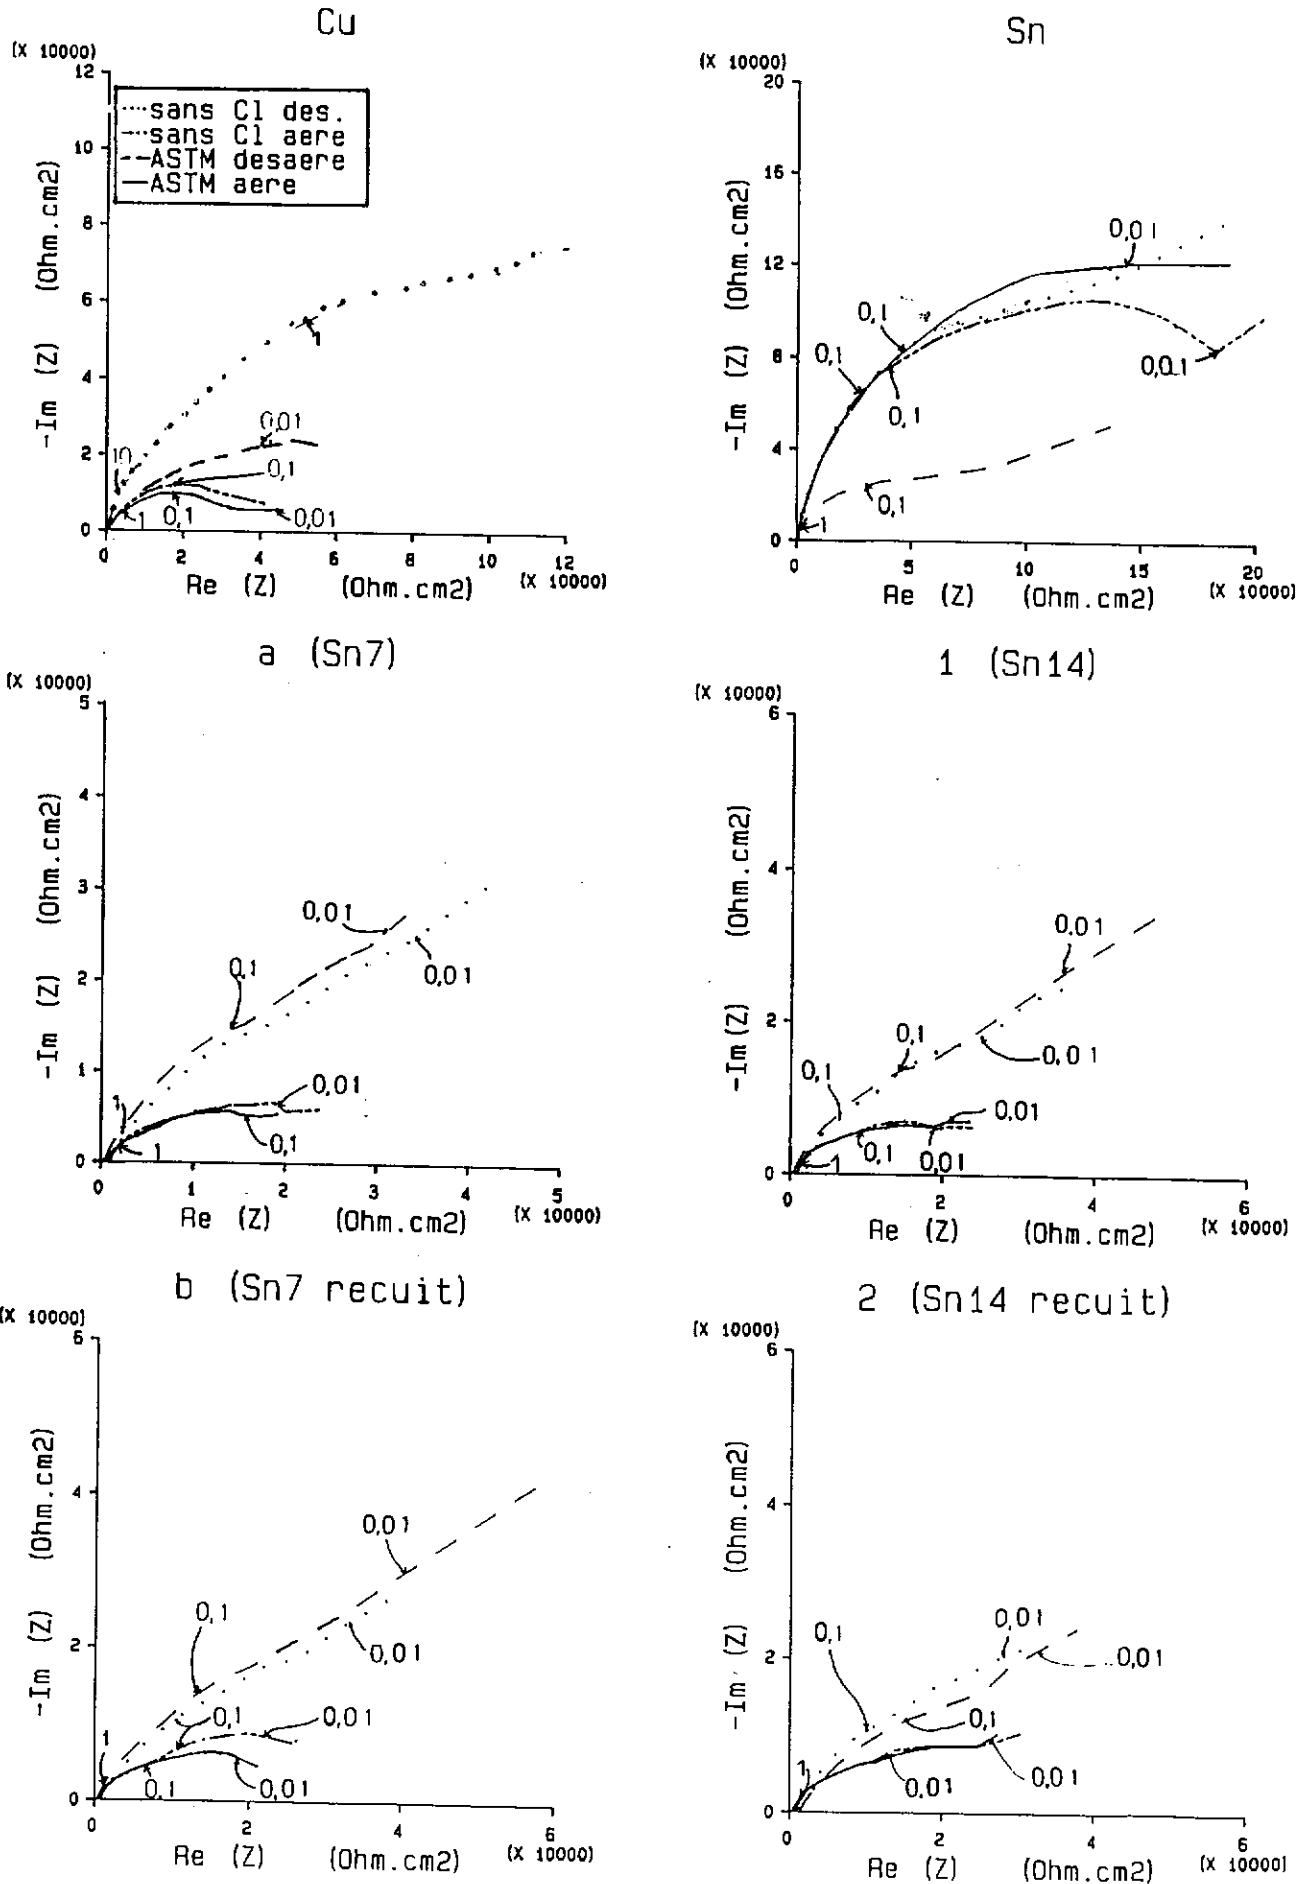 Cu
(X 10000)
12
10
8
6
4
2
0
-Im (Z) (Ohm.cm2)
sans Cl des.
sans Cl aere
ASTM desaere
ASTM aere
1
0,01
10
0,1
1
0,1
0,01
0 2 4 6 8 10 12
Re (Z) (Ohm.cm2) (X 10000)
Sn
(X 10000)
20
16
12
8
4
0
-Im (Z) (Ohm.cm2)
0,01
0,1
0,1
0,01
0,1
0,1
1
0 5 10 15 20
Re (Z) (Ohm.cm2) (X 10000)
a (Sn7)
(X 10000)
5
4
3
2
1
0
-Im (Z) (Ohm.cm2)
0,01
0,1
0,01
1
0,01
1
0,1
0 1 2 3 4 5
Re (Z) (Ohm.cm2) (X 10000)
1 (Sn14)
(X 10000)
6
4
2
0
-Im (Z) (Ohm.cm2)
0,01
0,1
0,01
0,1
0,01
1
0,1
0,01
0 2 4 6
Re (Z) (Ohm.cm2) (X 10000)
b (Sn7 recuit)
(X 10000)
6
4
2
0
-Im (Z) (Ohm.cm2)
0,01
0,1
0,01
1
0,1
0,01
0,1
0,01
0 2 4 6
Re (Z) (Ohm.cm2) (X 10000)
2 (Sn14 recuit)
(X 10000)
6
4
2
0
-Im (Z) (Ohm.cm2)
0,01
0,1
0,01
0,1
1
0,01
0,01
0 2 4 6
Re (Z) (Ohm.cm2) (X 10000)